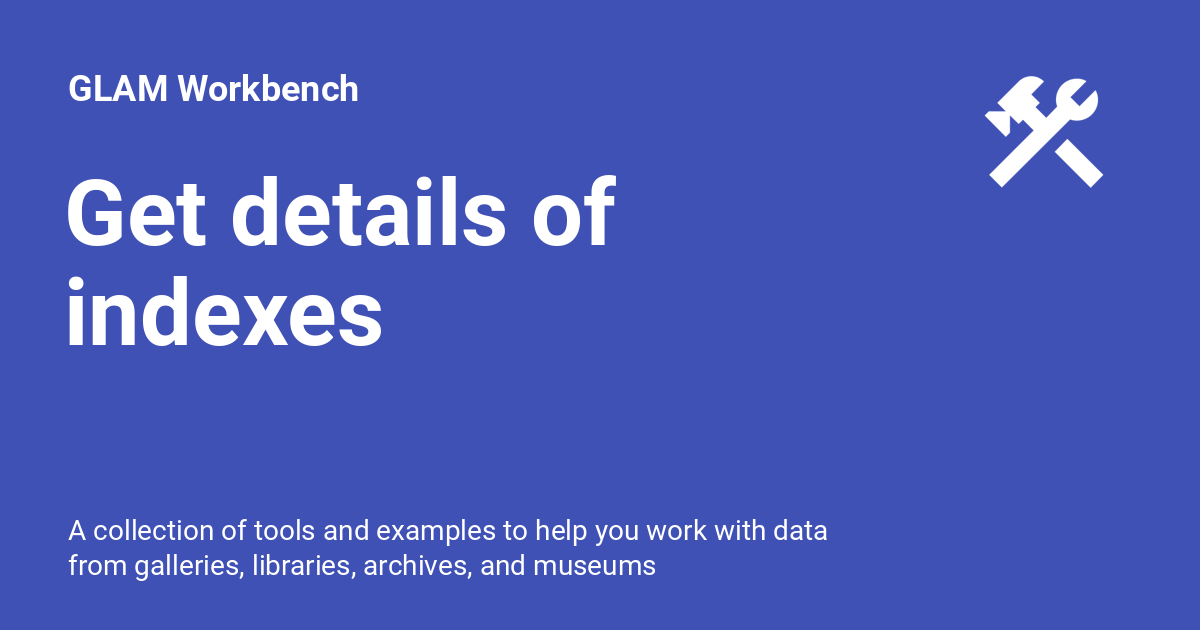 GLAM Workbench
Get details of
indexes
A collection of tools and examples to help you work with data
from galleries, libraries, archives, and museums